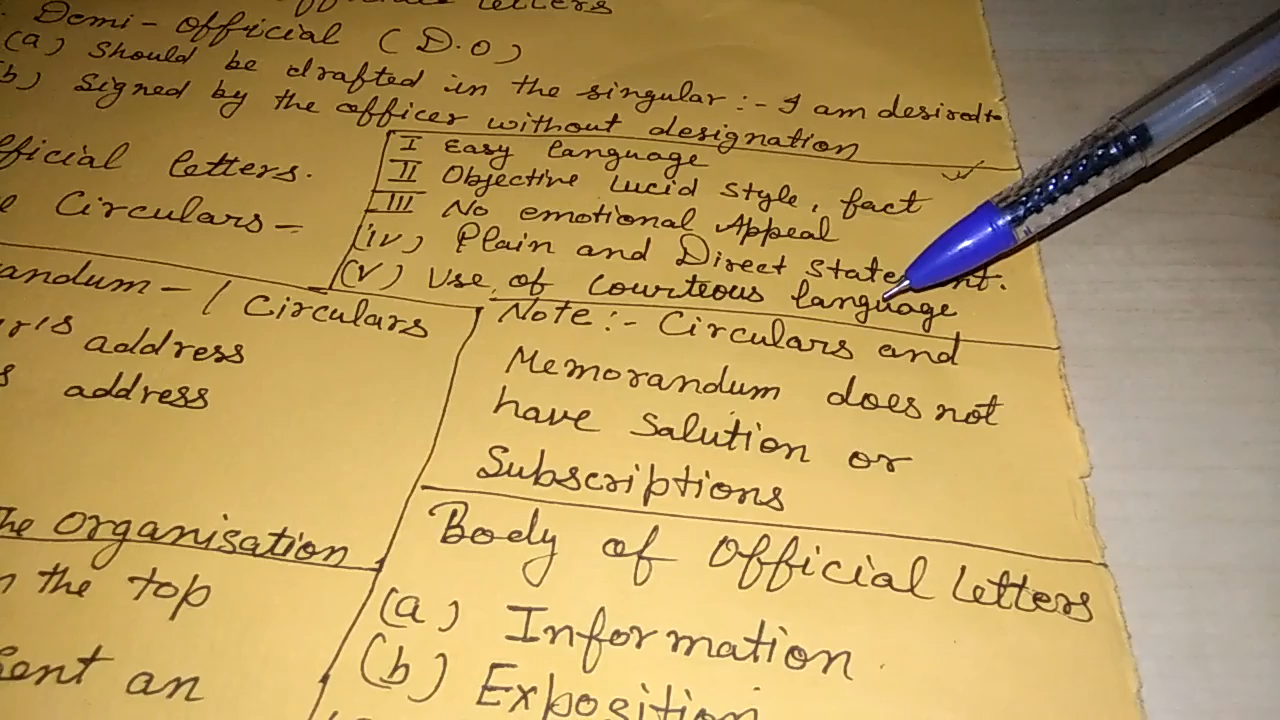 letters
Demi-official (D.O)
(a) Should be drafted in the singular :- I am desired to
b) Signed by the officer without designation
fficial letters.
e Circulars -
I Easy language
II Objective Lucid style, fact
III No emotional Appeal
(iv) Plain and Direct statement.
(v) Use of Courteous language
andum - / Circulars
r's address
s address
Note:- Circulars and
Memorandum does not
have Salution or
Subscriptions
he Organisation
n the top
sent an
Body of Official Letters
(a) Information
(b) Exposition